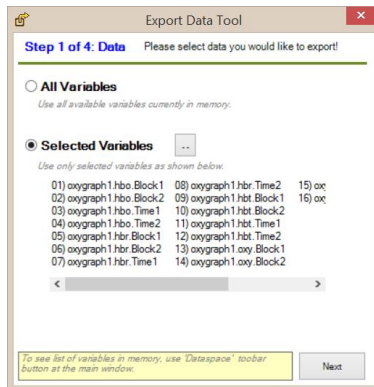 Export Data Tool
Step 1 of 4: Data Please select data you would like to export!
All Variables
Use all available variables currently in memory.
Selected Variables ..
Use only selected variables as shown below.
01) oxygraph1.hbo.Block1 08) oxygraph1.hbr.Time2 15) oxy
02) oxygraph1.hbo.Block2 09) oxygraph1.hbt.Block1 16) oxy
03) oxygraph1.hbo.Time1 10) oxygraph1.hbt.Block2
04) oxygraph1.hbo.Time2 11) oxygraph1.hbt.Time1
05) oxygraph1.hbr.Block1 12) oxygraph1.hbt.Time2
06) oxygraph1.hbr.Block2 13) oxygraph1.oxy.Block1
07) oxygraph1.hbr.Time1 14) oxygraph1.oxy.Block2
To see list of variables in memory, use 'Dataspace' toobar
button at the main window.
Next